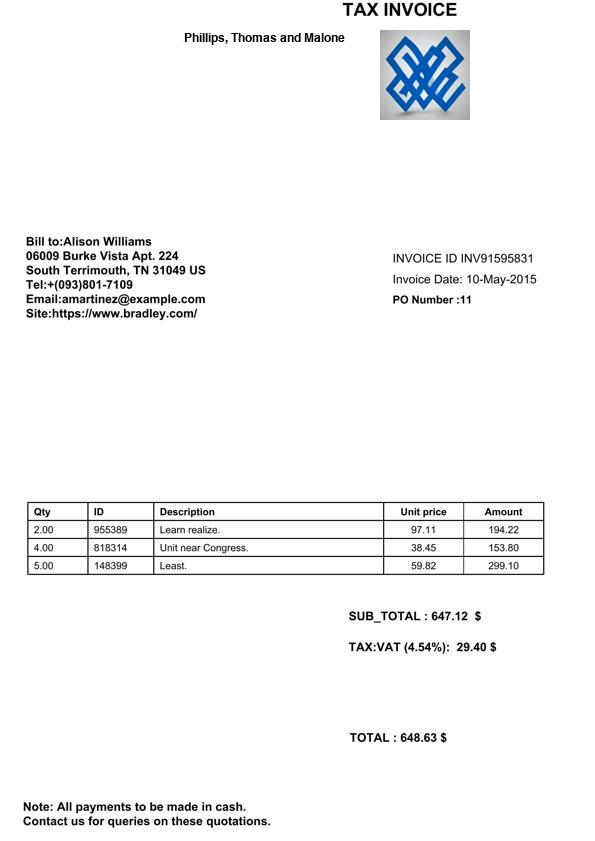 TAX INVOICE
Phillips, Thomas and Malone
Bill to:Alison Williams
06009 Burke Vista Apt. 224
South Terrimouth, TN 31049 US
Tel:+(093)801-7109
Email:amartinez@example.com
Site:https://www.bradley.com/
INVOICE ID INV91595831
Invoice Date: 10-May-2015
PO Number :11
Qty ID Description Unit price Amount
2.00 955389 Learn realize. 97.11 194.22
4.00 818314 Unit near Congress. 38.45 153.80
5.00 148399 Least. 59.82 299.10
SUB_TOTAL : 647.12 $
TAX:VAT (4.54%): 29.40 $
TOTAL : 648.63 $
Note: All payments to be made in cash.
Contact us for queries on these quotations.